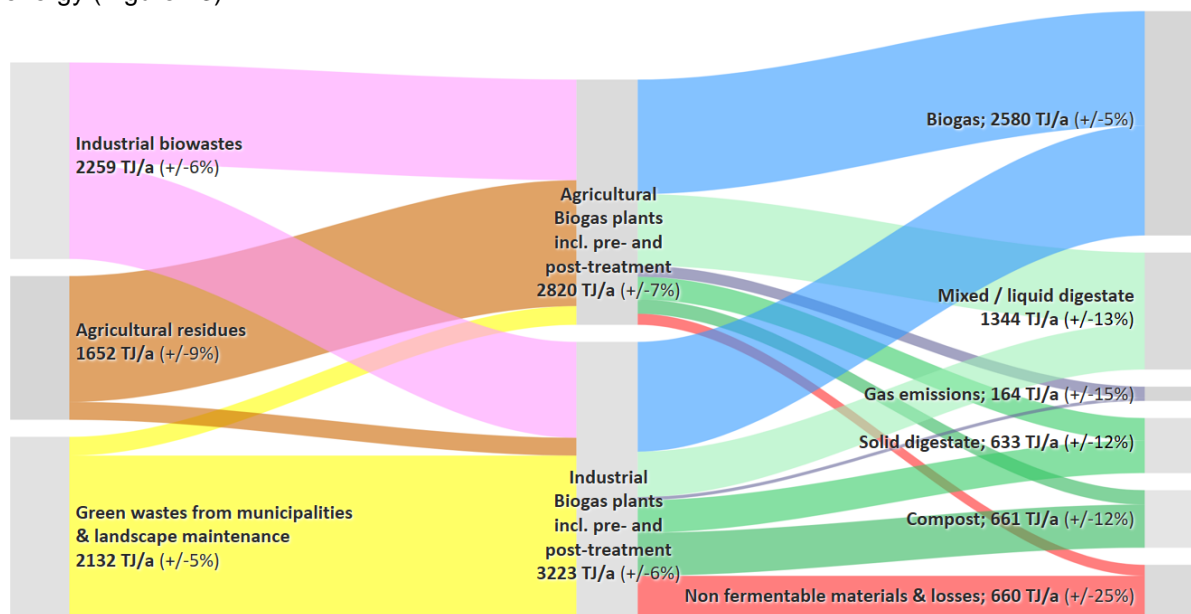 Industrial biowastes
2259 TJ/a (+/-6%)
Agricultural residues
1652 TJ/a (+/-9%)
Green wastes from municipalities
& landscape maintenance
2132 TJ/a (+/-5%)
Agricultural
Biogas plants
incl. pre- and
post-treatment
2820 TJ/a (+/-7%)
Industrial
Biogas plants
incl. pre- and
post-treatment
3223 TJ/a (+/-6%)
Biogas; 2580 TJ/a (+/-5%)
Mixed / liquid digestate
1344 TJ/a (+/-13%)
Gas emissions; 164 TJ/a (+/-15%)
Solid digestate; 633 TJ/a (+/-12%)
Compost; 661 TJ/a (+/-12%)
Non fermentable materials & losses; 660 TJ/a (+/-25%)